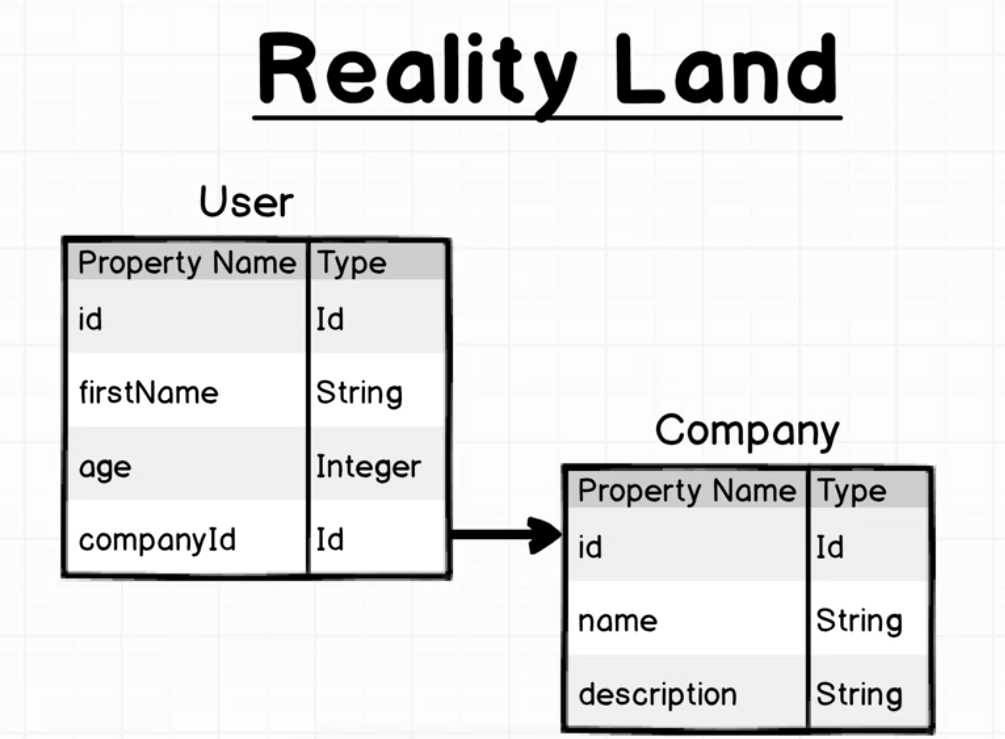 Reality Land
User
Property Name Type
id Id
firstName String
age Integer
companyId Id
Company
Property Name Type
id Id
name String
description String